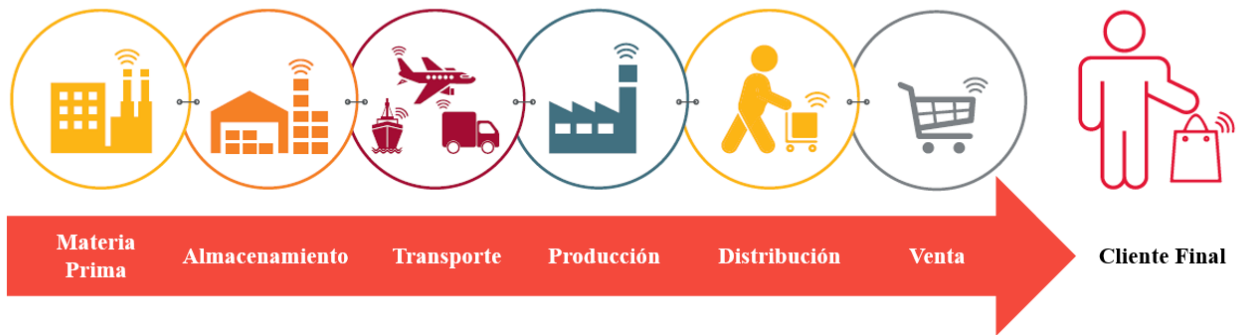 Materia
Prima
Almacenamiento
Transporte
Producción
Distribución
Venta
Cliente Final